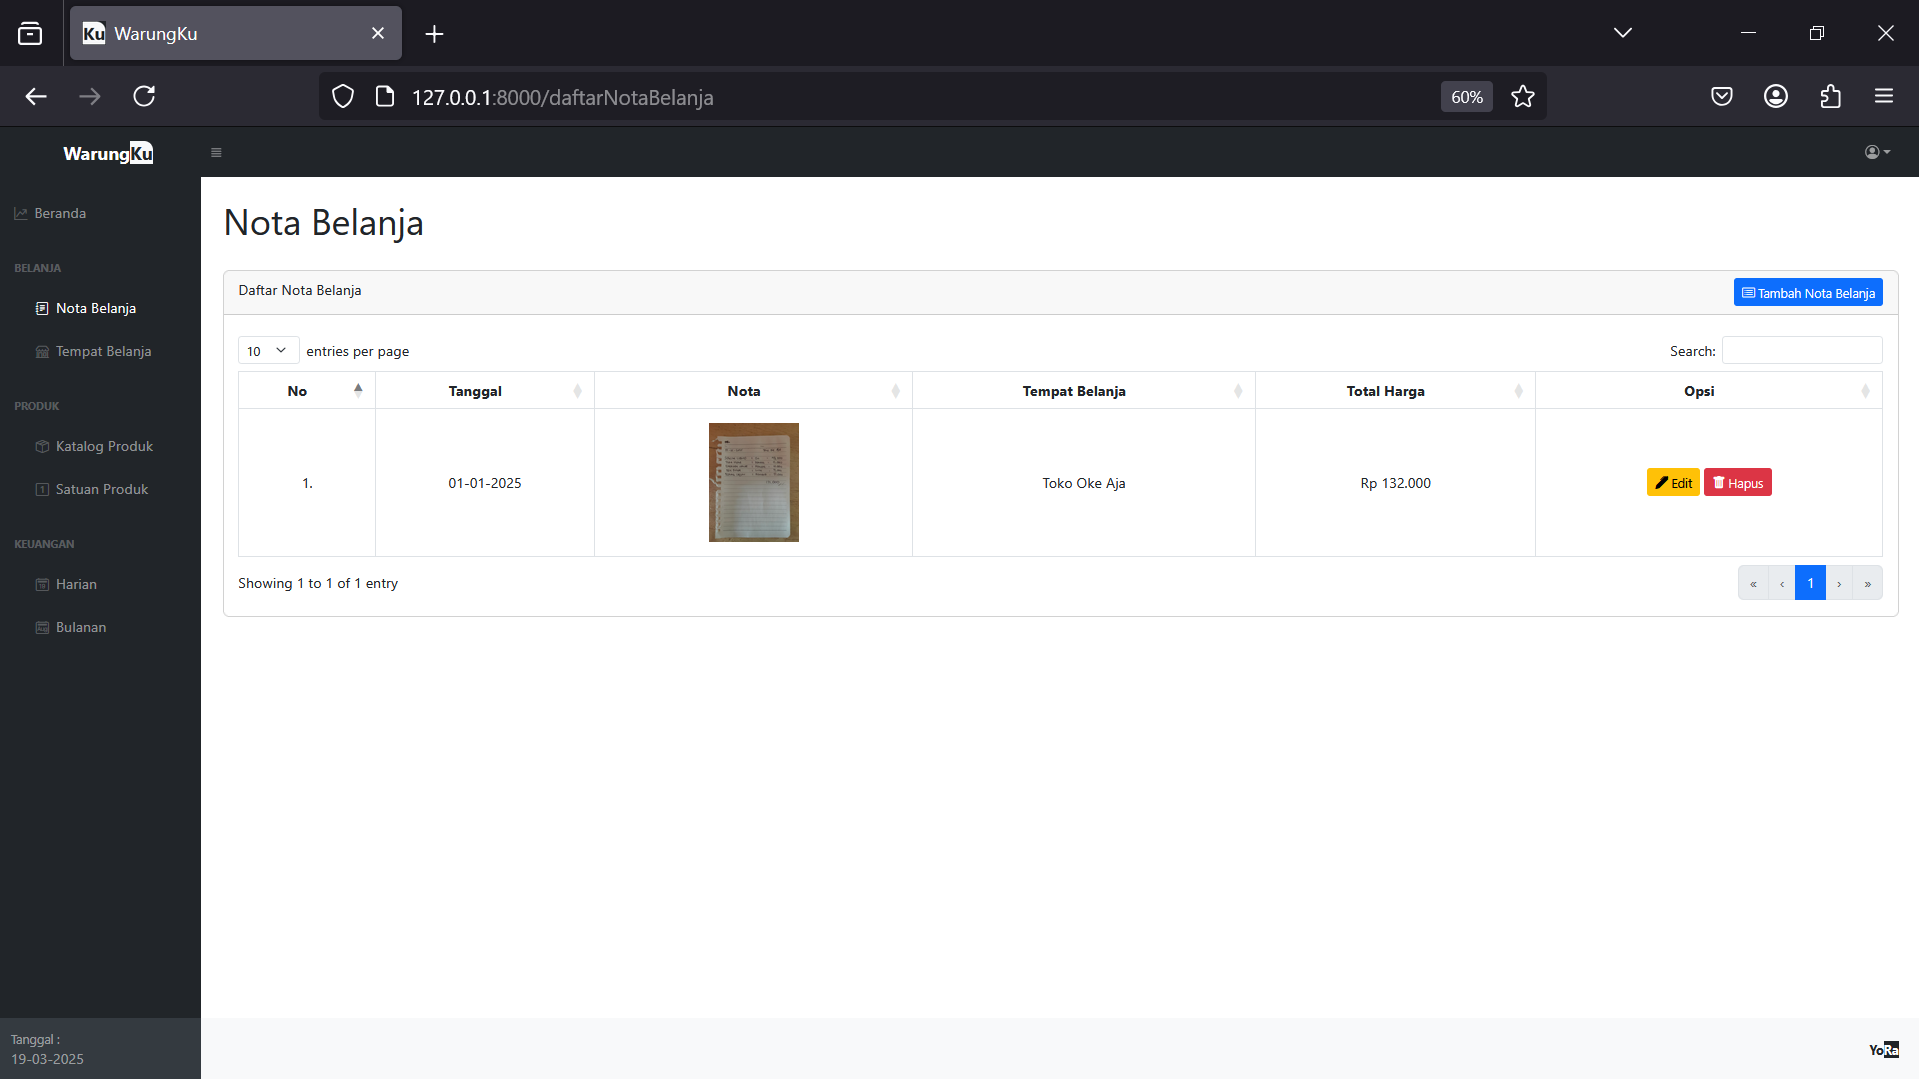 Ku WarungKu
127.0.0.1:8000/daftarNotaBelanja 60%
WarungKu
Beranda
BELANJA
Nota Belanja
Tempat Belanja
PRODUK
Katalog Produk
Satuan Produk
KEUANGAN
Harian
Bulanan
Tanggal :
19-03-2025
Nota Belanja
Daftar Nota Belanja Tambah Nota Belanja
10 entries per page Search:
No Tanggal Nota Tempat Belanja Total Harga Opsi
1. 01-01-2025 Toko Oke Aja Rp 132.000 Edit Hapus
Showing 1 to 1 of 1 entry « ‹ 1 › »
YoRa